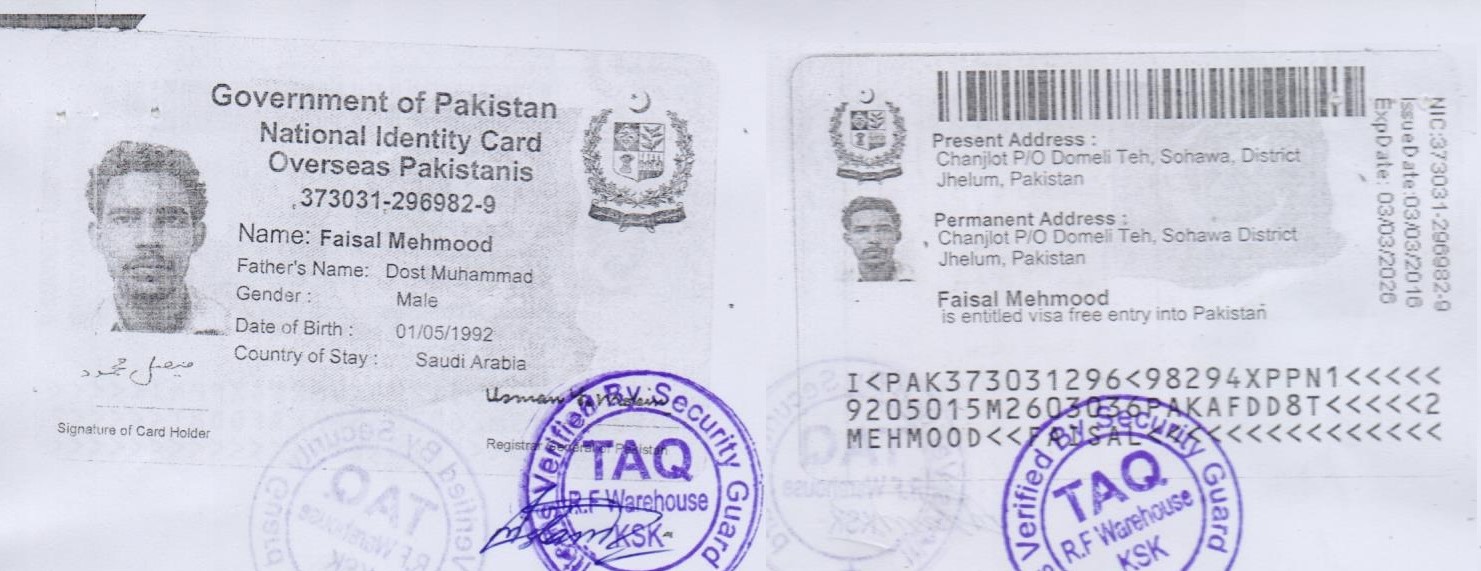 Government of Pakistan
National Identity Card
Overseas Pakistanis
373031-296982-9
Name: Faisal Mehmood
Father's Name: Dost Muhammad
Gender : Male
Date of Birth : 01/05/1992
Country of Stay : Saudi Arabia
فیصل محمود
Signature of Card Holder
Registrar General of Pakistan
Verified By Security Guard
TAQ
R.F Warehouse
KSK
Present Address :
Chanjlot P/O Domeli Teh, Sohawa, District
Jhelum, Pakistan
Permanent Address :
Chanjlot P/O Domeli Teh, Sohawa District
Jhelum, Pakistan
Faisal Mehmood
is entitled visa free entry into Pakistan
NIC:373031-296982-9
IssueDate:03/03/2016
ExpDate: 03/03/2026
I<PAK373031296<98294XPPN1<<<<<
9205015M2603036PAKAFDD8T<<<<<2
MEHMOOD<<FAISAL<<<<<<<<<<<<<<<
Verified By Security Guard
TAQ
R.F Warehouse
KSK